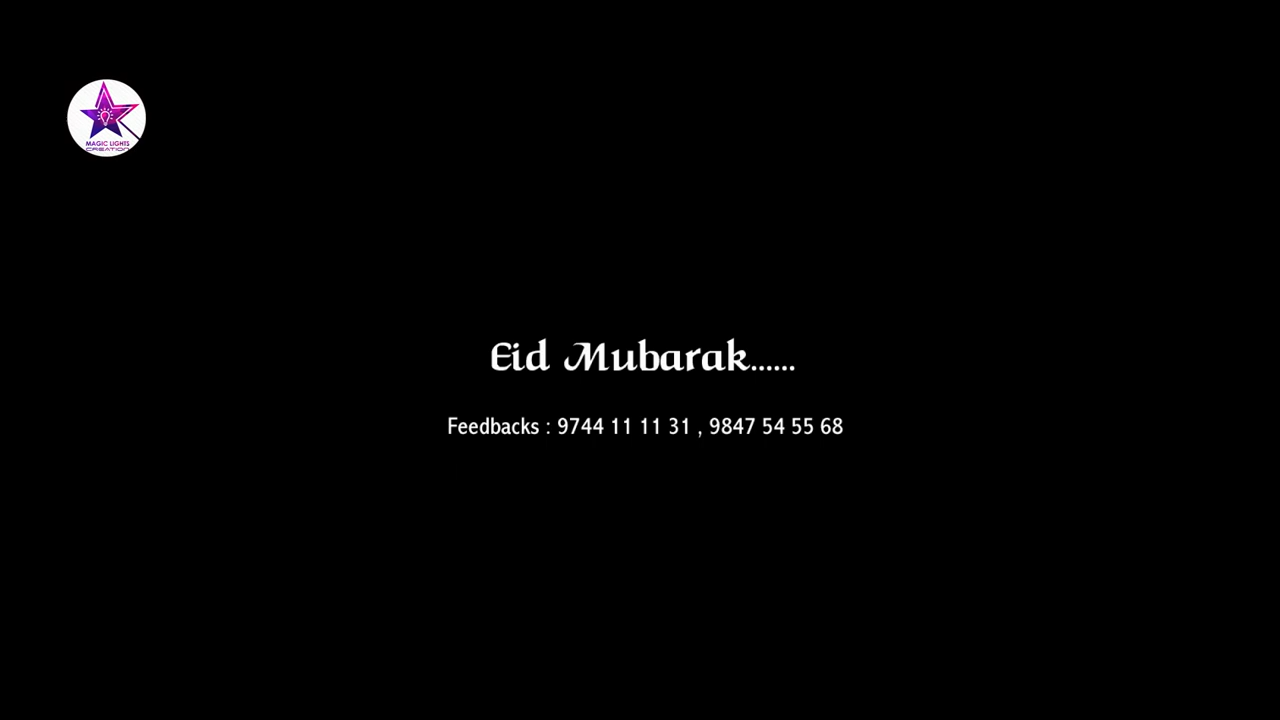 MAGIC LIGHTS
CREATION
Eid Mubarak......
Feedbacks : 9744 11 11 31 , 9847 54 55 68